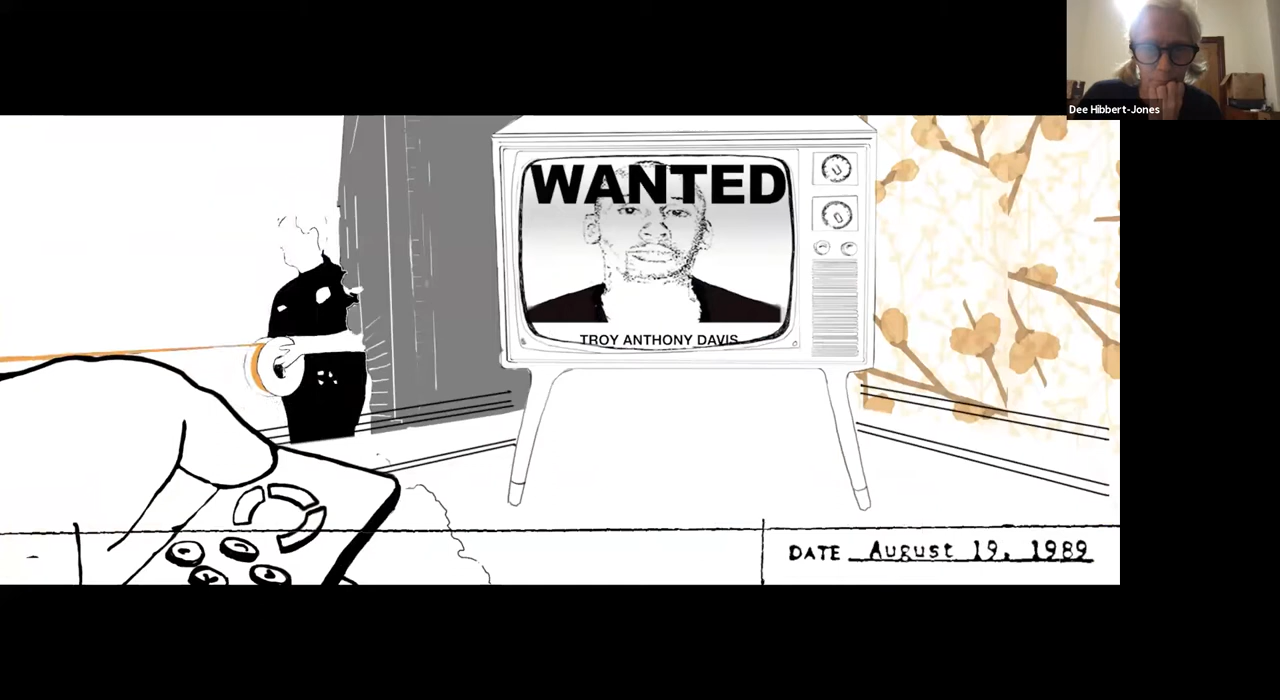 Dee Hibbert-Jones
WANTED
TROY ANTHONY DAVIS
DATE August 19, 1989